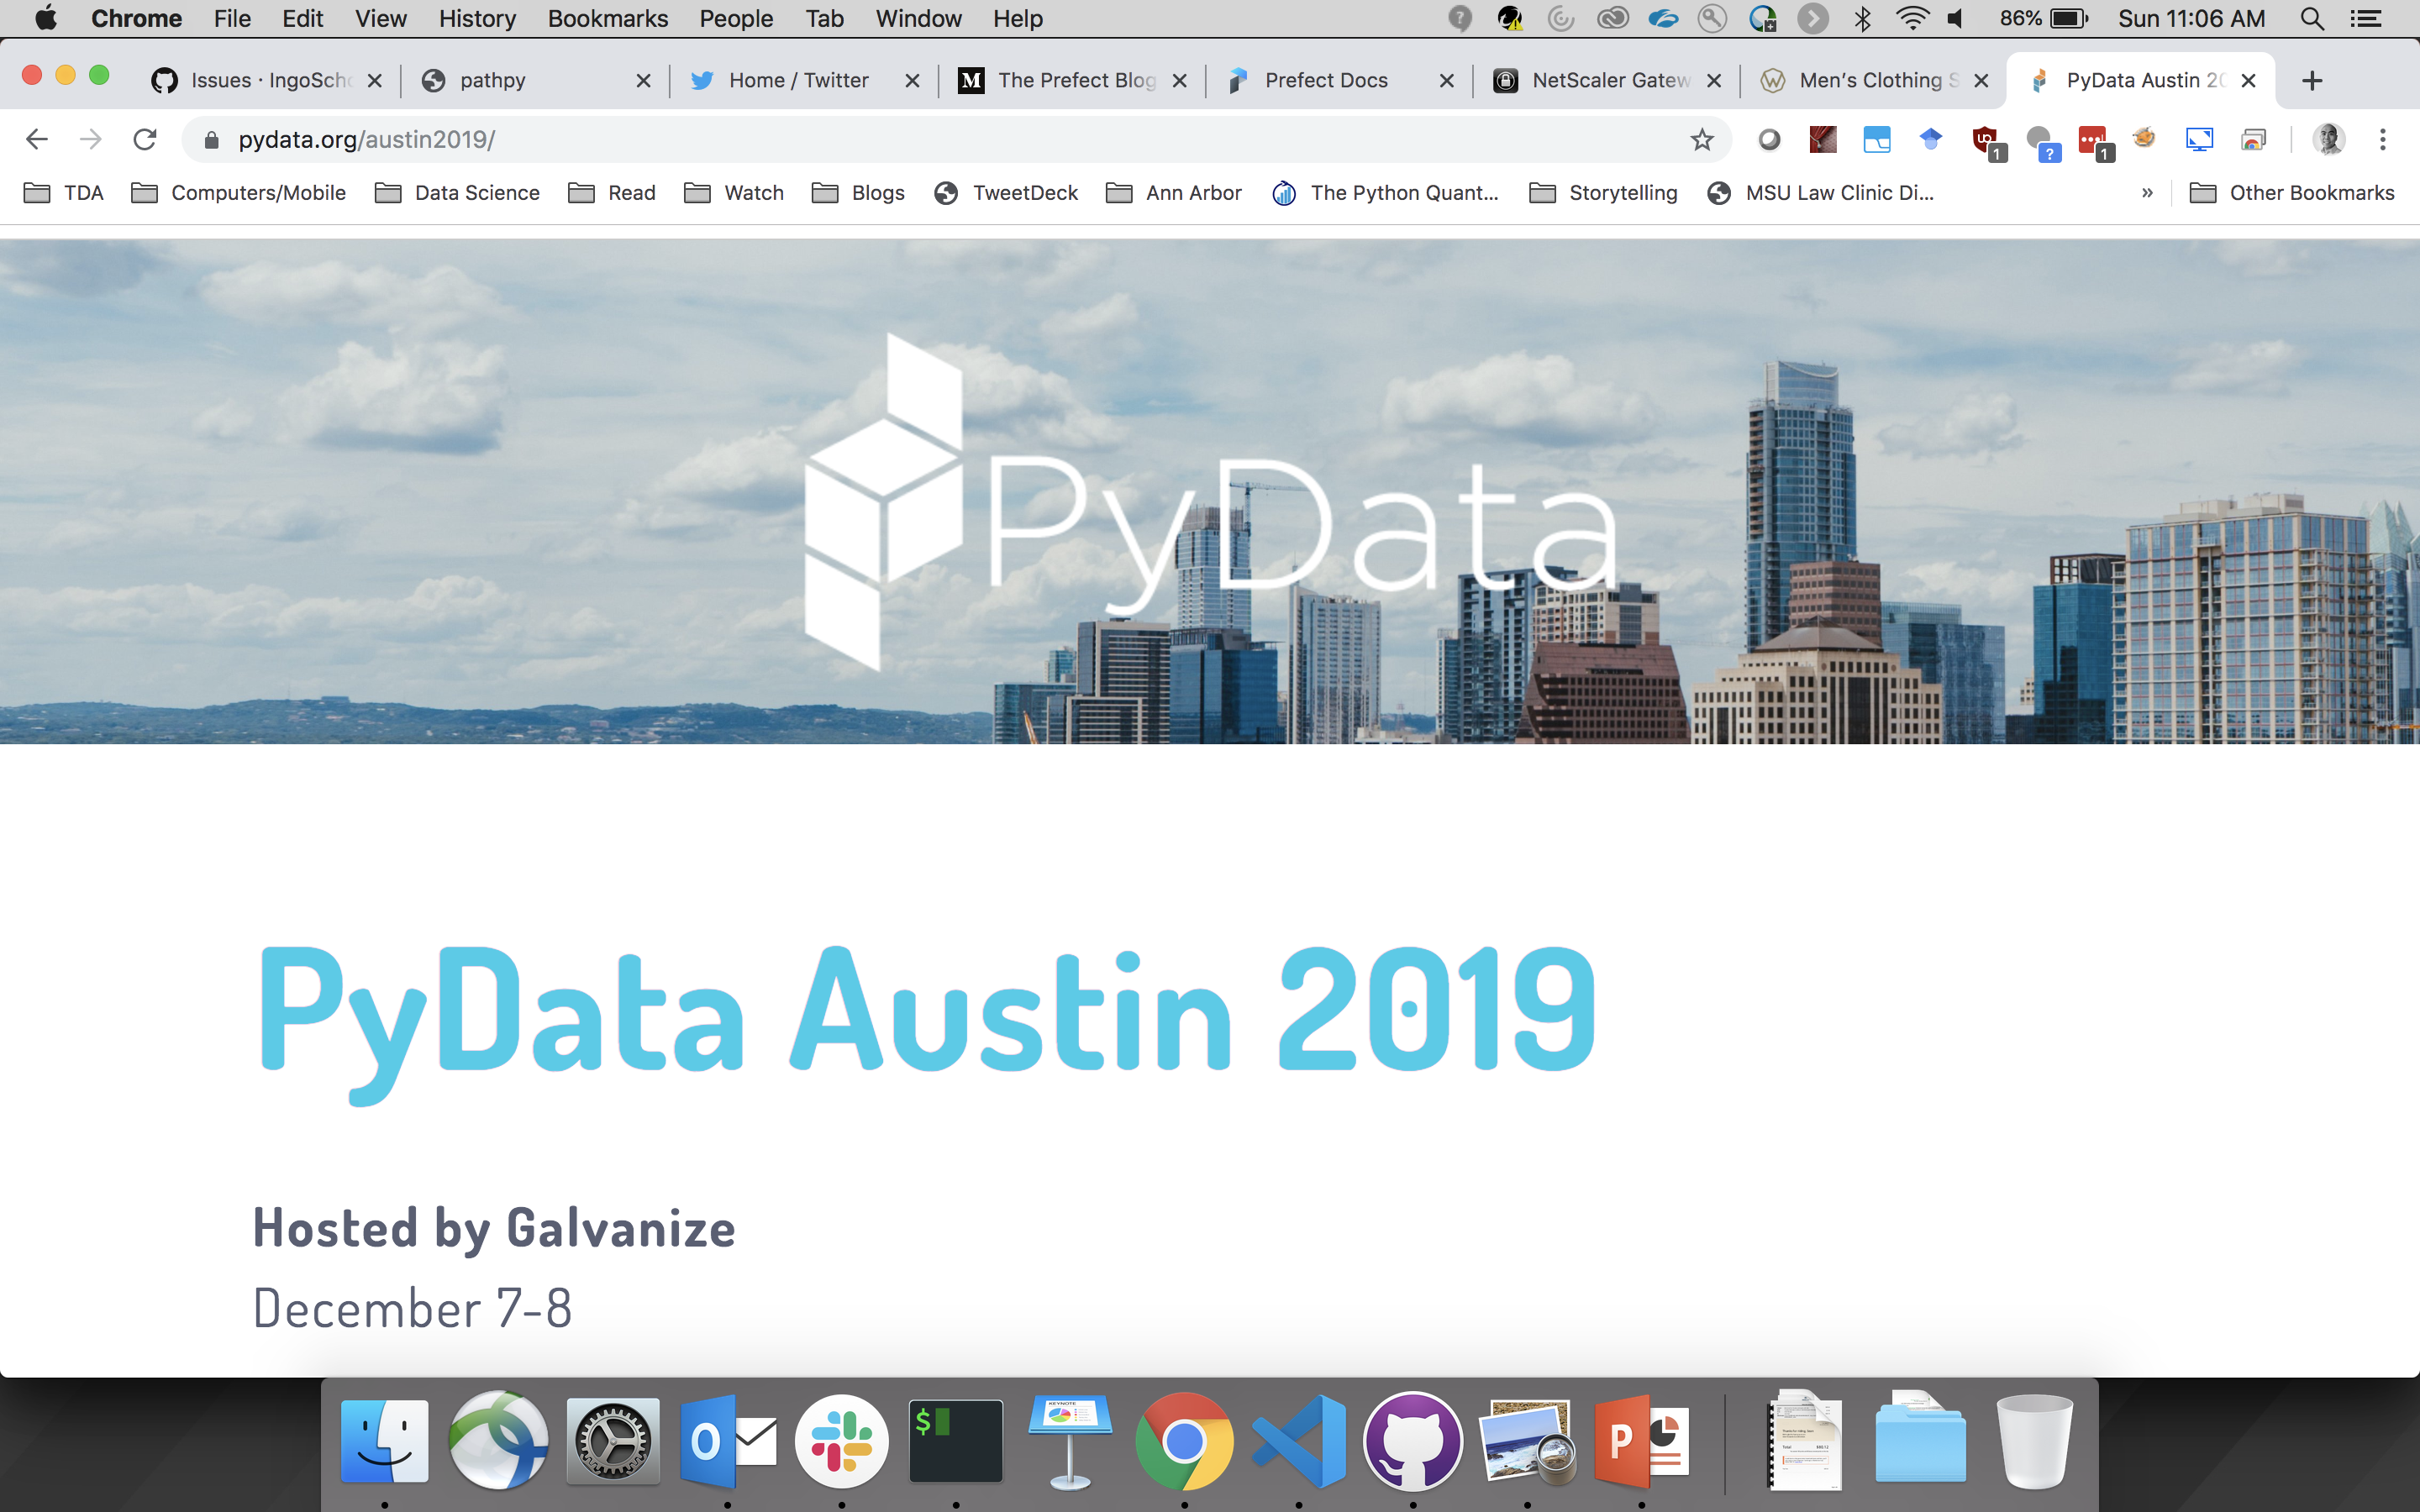 Chrome File Edit View History Bookmarks People Tab Window Help 86% Sun 11:06 AM
Issues · IngoSch pathpy Home / Twitter The Prefect Blog Prefect Docs NetScaler Gatew Men's Clothing S PyData Austin 20
pydata.org/austin2019/ 1 ? 1
TDA Computers/Mobile Data Science Read Watch Blogs TweetDeck Ann Arbor The Python Quant... Storytelling MSU Law Clinic Di... » Other Bookmarks
PyData
PyData Austin 2019
Hosted by Galvanize
December 7-8